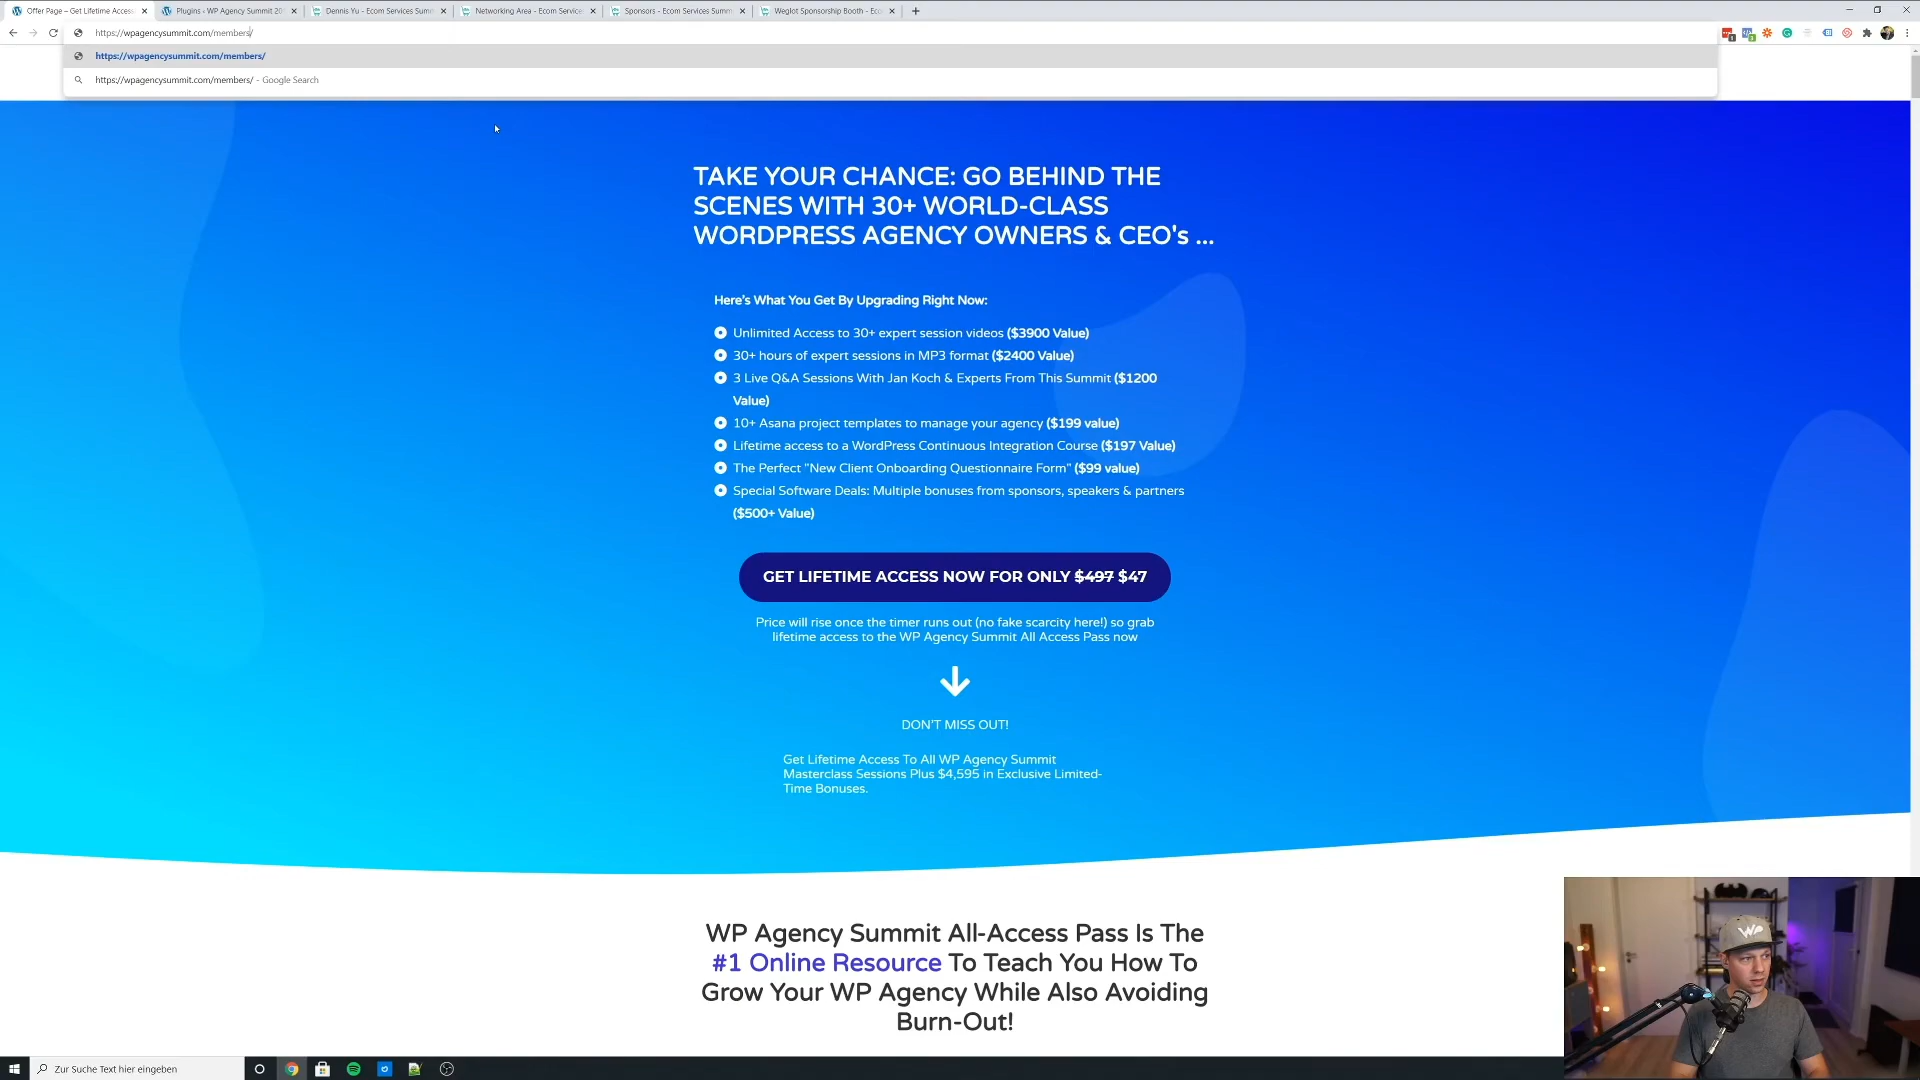 Offer Page – Get Lifetime Access
Plugins ‹ WP Agency Summit 20
Dennis Yu - Ecom Services Summ
Networking Area - Ecom Service
Sponsors - Ecom Services Summ
Weglot Sponsorship Booth - Ec
https://wpagencysummit.com/members/
https://wpagencysummit.com/members/
https://wpagencysummit.com/members/ - Google Search
TAKE YOUR CHANCE: GO BEHIND THE
SCENES WITH 30+ WORLD-CLASS
WORDPRESS AGENCY OWNERS & CEO's ...
Here's What You Get By Upgrading Right Now:
Unlimited Access to 30+ expert session videos ($3900 Value)
30+ hours of expert sessions in MP3 format ($2400 Value)
3 Live Q&A Sessions With Jan Koch & Experts From This Summit ($1200
Value)
10+ Asana project templates to manage your agency ($199 value)
Lifetime access to a WordPress Continuous Integration Course ($197 Value)
The Perfect "New Client Onboarding Questionnaire Form" ($99 value)
Special Software Deals: Multiple bonuses from sponsors, speakers & partners
($500+ Value)
GET LIFETIME ACCESS NOW FOR ONLY $497 $47
Price will rise once the timer runs out (no fake scarcity here!) so grab
lifetime access to the WP Agency Summit All Access Pass now
DON'T MISS OUT!
Get Lifetime Access To All WP Agency Summit
Masterclass Sessions Plus $4,595 in Exclusive Limited-
Time Bonuses.
WP Agency Summit All-Access Pass Is The
#1 Online Resource To Teach You How To
Grow Your WP Agency While Also Avoiding
Burn-Out!
WP
Zur Suche Text hier eingeben